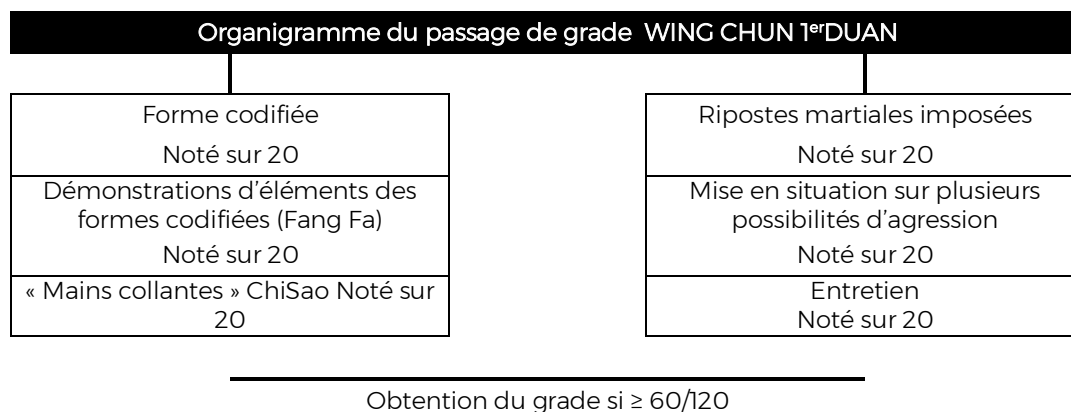 Organigramme du passage de grade WING CHUN 1erDUAN
Forme codifiée
Noté sur 20
Démonstrations d'éléments des
formes codifiées (Fang Fa)
Noté sur 20
« Mains collantes » ChiSao Noté sur
20
Ripostes martiales imposées
Noté sur 20
Mise en situation sur plusieurs
possibilités d'agression
Noté sur 20
Entretien
Noté sur 20
Obtention du grade si ≥ 60/120